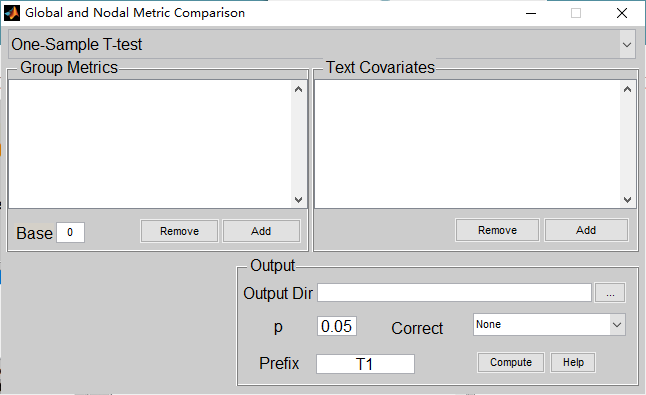 Global and Nodal Metric Comparison
One-Sample T-test
Group Metrics
Text Covariates
Base 0 Remove Add
Remove Add
Output
Output Dir ...
p 0.05 Correct None
Prefix T1 Compute Help